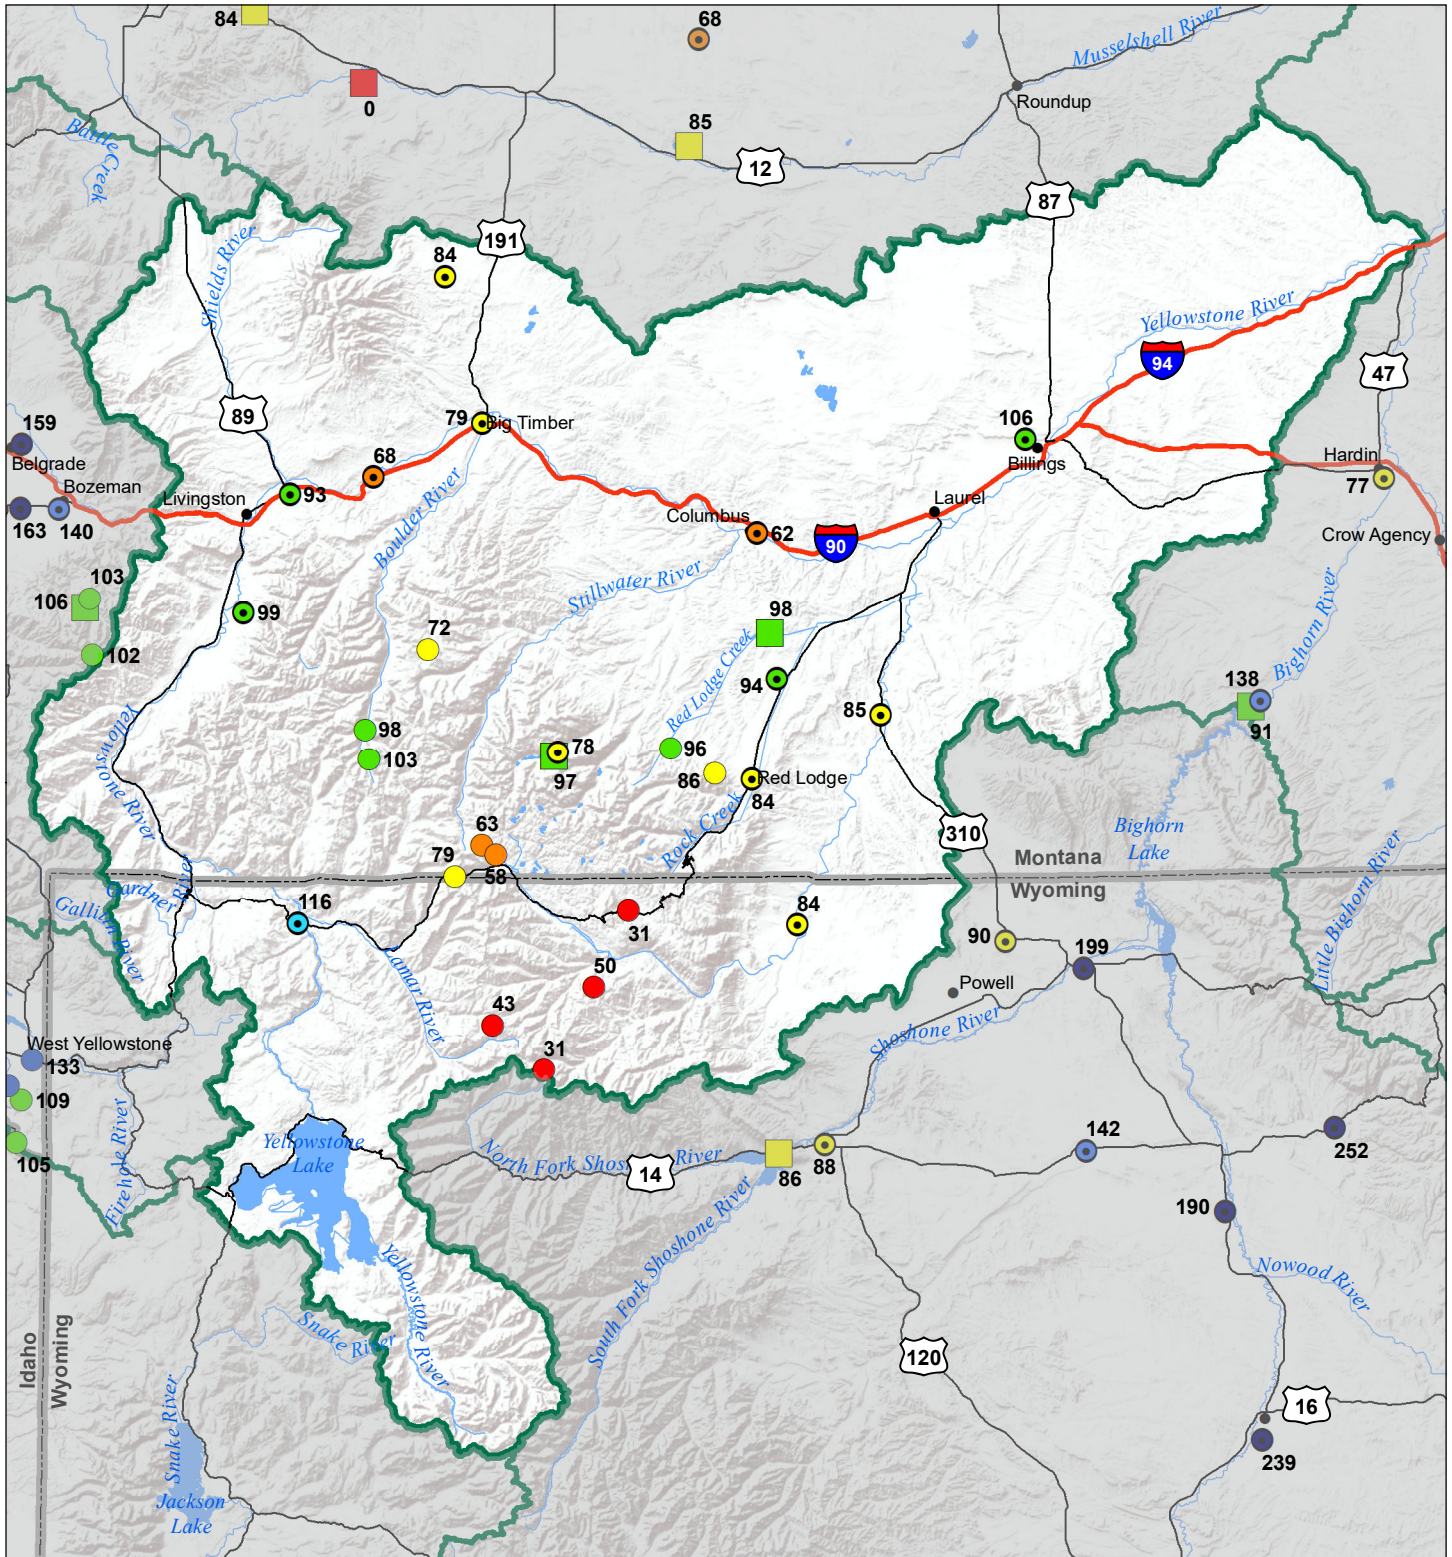 84
68
0
Musselshell River
Roundup
85
12
Battle Creek
87
191
Shields River
84
Yellowstone River
94
47
89
159
Belgrade
79
Big Timber
106
Billings
Hardin
77
68
Bozeman
Livingston
93
163
140
Laurel
Columbus
62
90
Crow Agency
Boulder River
Stillwater River
103
106
99
102
72
98
Red Lodge Creek
94
Bighorn River
138
91
85
Yellowstone River
98
103
78
97
96
86
Red Lodge
84
Rock Creek
310
Bighorn
Lake
63
79
58
Montana
Wyoming
Gardner River
Gallatin River
116
31
84
90
199
Little Bighorn River
50
Powell
Lamar River
43
Shoshone River
West Yellowstone
133
31
109
105
Firehole River
Yellowstone
Lake
North Fork Shos
River
14
86
88
142
252
190
South Fork Shoshone River
Yellowstone River
Nowood River
Snake River
Idaho
Wyoming
120
16
Snake River
239
Jackson
Lake